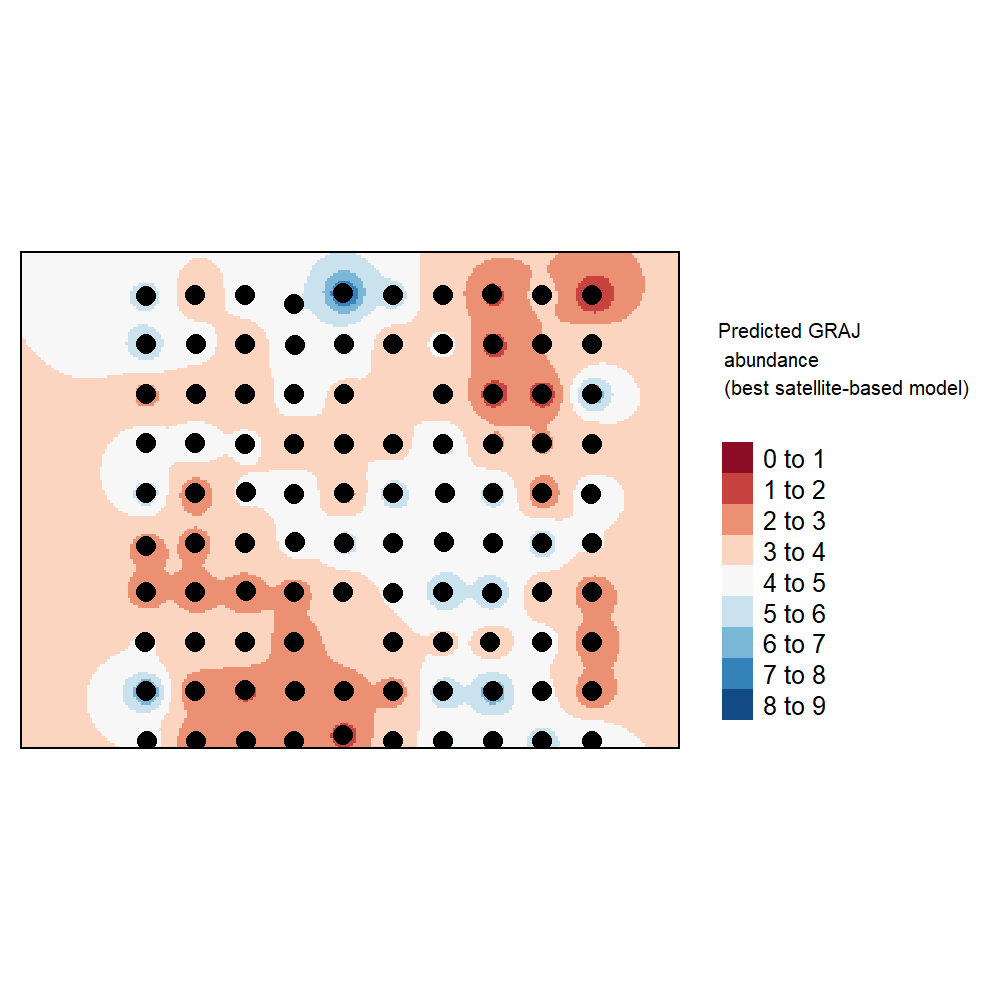 Predicted GRAJ
abundance
(best satellite-based model)
0 to 1
1 to 2
2 to 3
3 to 4
4 to 5
5 to 6
6 to 7
7 to 8
8 to 9